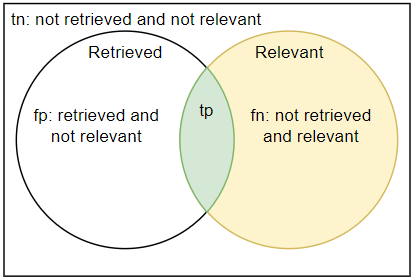 tn: not retrieved and not relevant
Retrieved
Relevant
fp: retrieved and
not relevant
tp
fn: not retrieved
and relevant